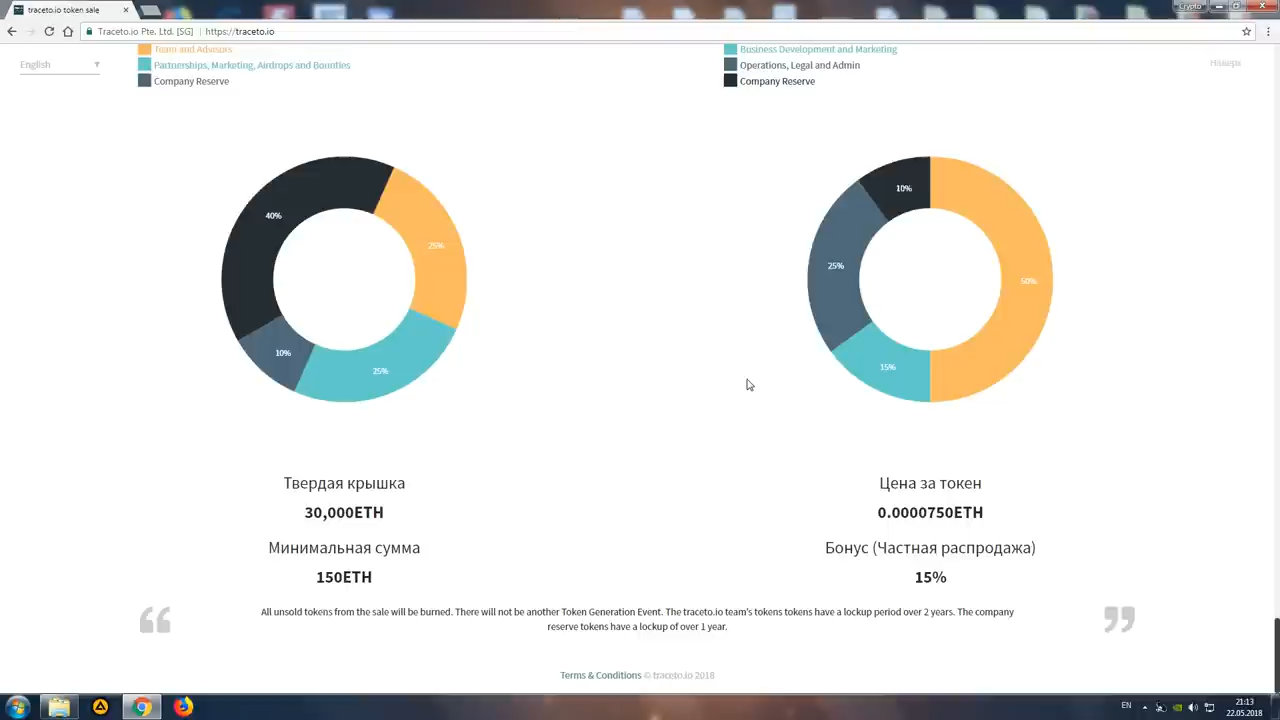 traceto.io token sale
Crypto
Traceto.io Pte. Ltd. [SG] https://traceto.io
English
Team and Advisors
Partnerships, Marketing, Airdrops and Bounties
Company Reserve
Business Development and Marketing
Operations, Legal and Admin
Company Reserve
40%
25%
10%
25%
10%
25%
50%
15%
Твердая крышка
30,000ETH
Минимальная сумма
150ETH
Цена за токен
0.0000750ETH
Бонус (Частная распродажа)
15%
All unsold tokens from the sale will be burned. There will not be another Token Generation Event. The traceto.io team's tokens tokens have a lockup period over 2 years. The company
reserve tokens have a lockup of over 1 year.
Terms & Conditions © traceto.io 2018
EN
21:13
22.05.2018